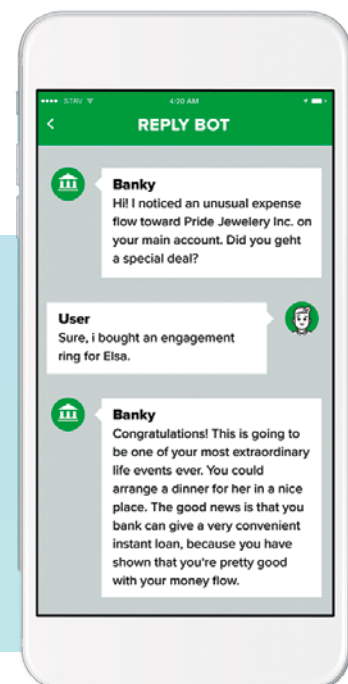 STRV 4:20 AM
REPLY BOT
Banky
Hi! I noticed an unusual expense
flow toward Pride Jewelery Inc. on
your main account. Did you geht
a special deal?
User
Sure, i bought an engagement
ring for Elsa.
Banky
Congratulations! This is going to
be one of your most extraordinary
life events ever. You could
arrange a dinner for her in a nice
place. The good news is that you
bank can give a very convenient
instant loan, because you have
shown that you're pretty good
with your money flow.